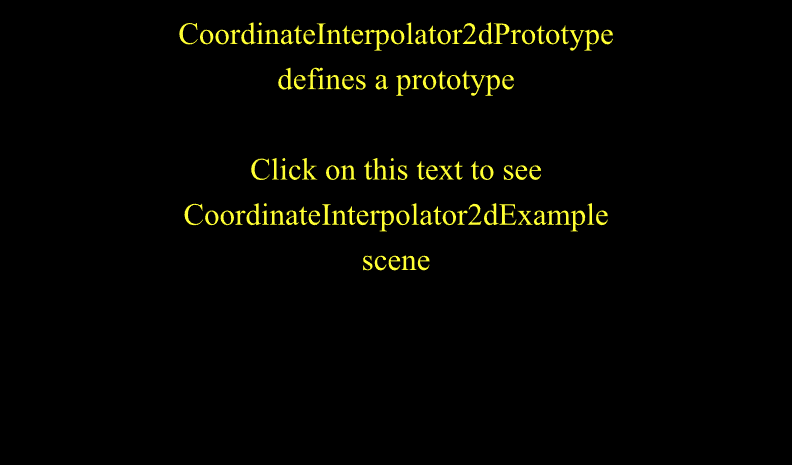 CoordinateInterpolator2dPrototype
defines a prototype
Click on this text to see
CoordinateInterpolator2dExample
scene